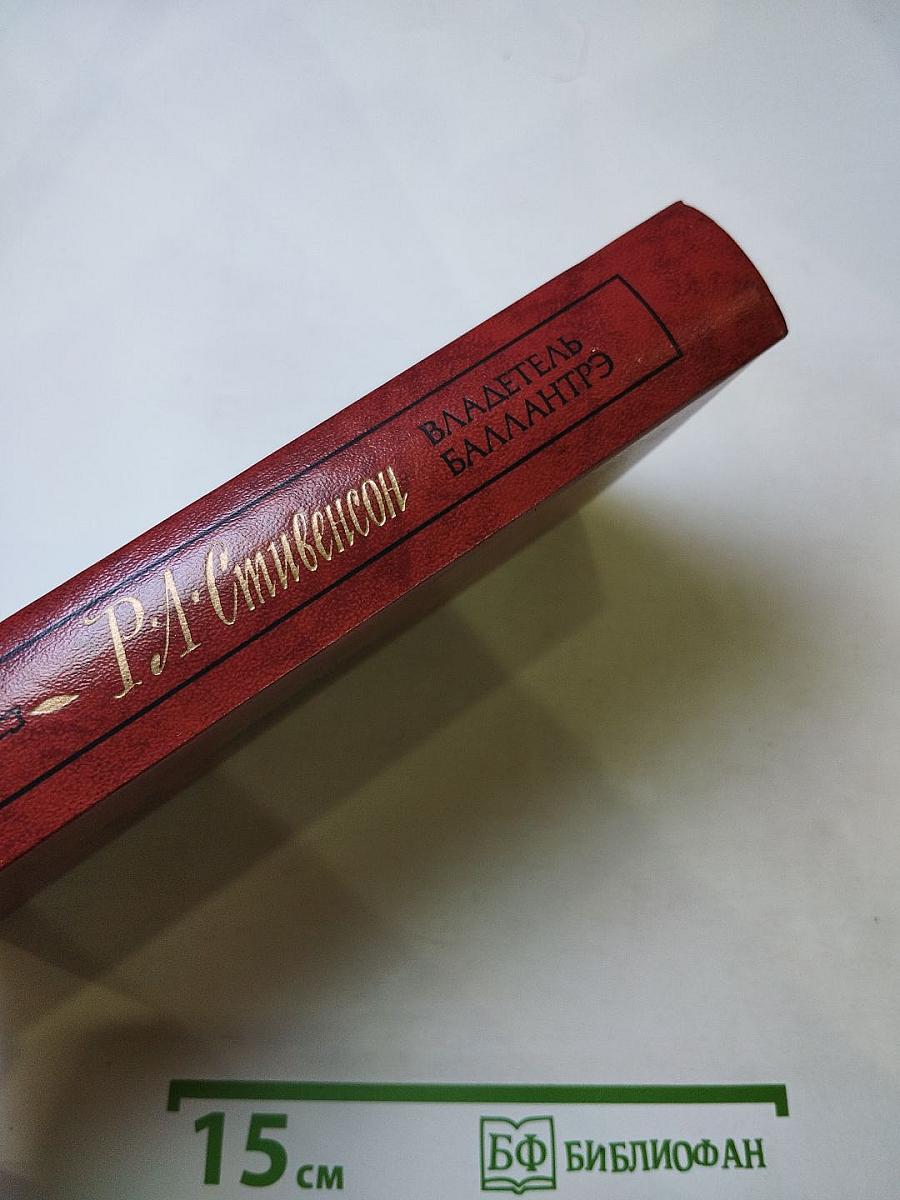 Р·Л·Стивенсон
ВЛАДЕТЕЛЬ
БАЛЛАНТРЭ
15 см
БФ БИБЛИОФАН